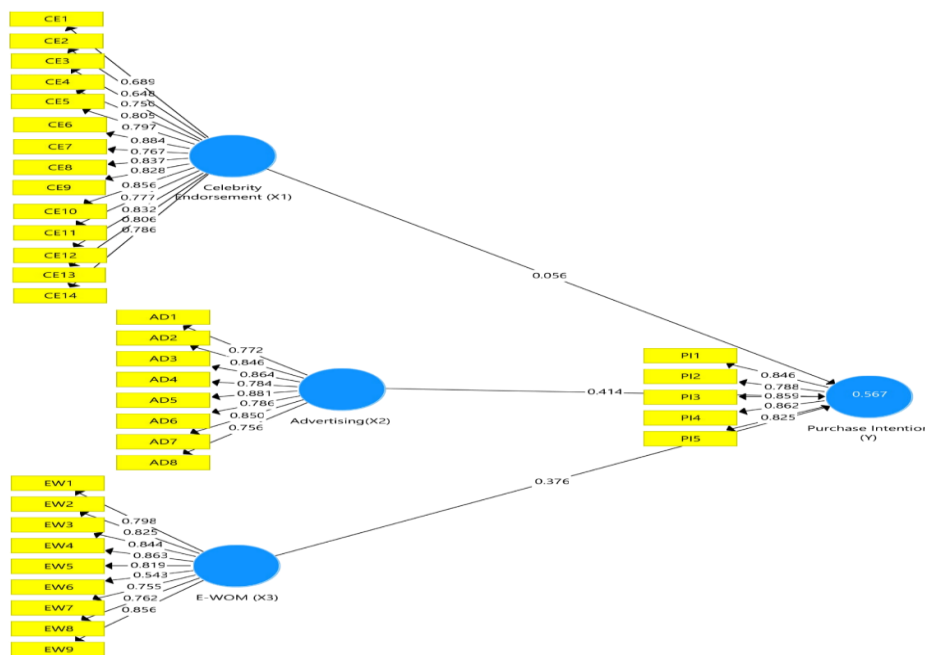 CE1
CE2
CE3
CE4
CE5
CE6
CE7
CE8
CE9
CE10
CE11
CE12
CE13
CE14
0.689
0.648
0.756
0.805
0.797
0.884
0.767
0.837
0.828
0.856
0.777
0.832
0.806
0.786
Celebrity
Endorsement (X1)
0.056
AD1
AD2
AD3
AD4
AD5
AD6
AD7
AD8
0.772
0.846
0.864
0.784
0.881
0.786
0.850
0.756
Advertising(X2)
0.414
PI1
PI2
PI3
PI4
PI5
0.846
0.788
0.859
0.862
0.825
0.567
Purchase Intention
(Y)
EW1
EW2
EW3
EW4
EW5
EW6
EW7
EW8
EW9
0.798
0.825
0.844
0.863
0.819
0.543
0.755
0.762
0.856
E-WOM (X3)
0.376